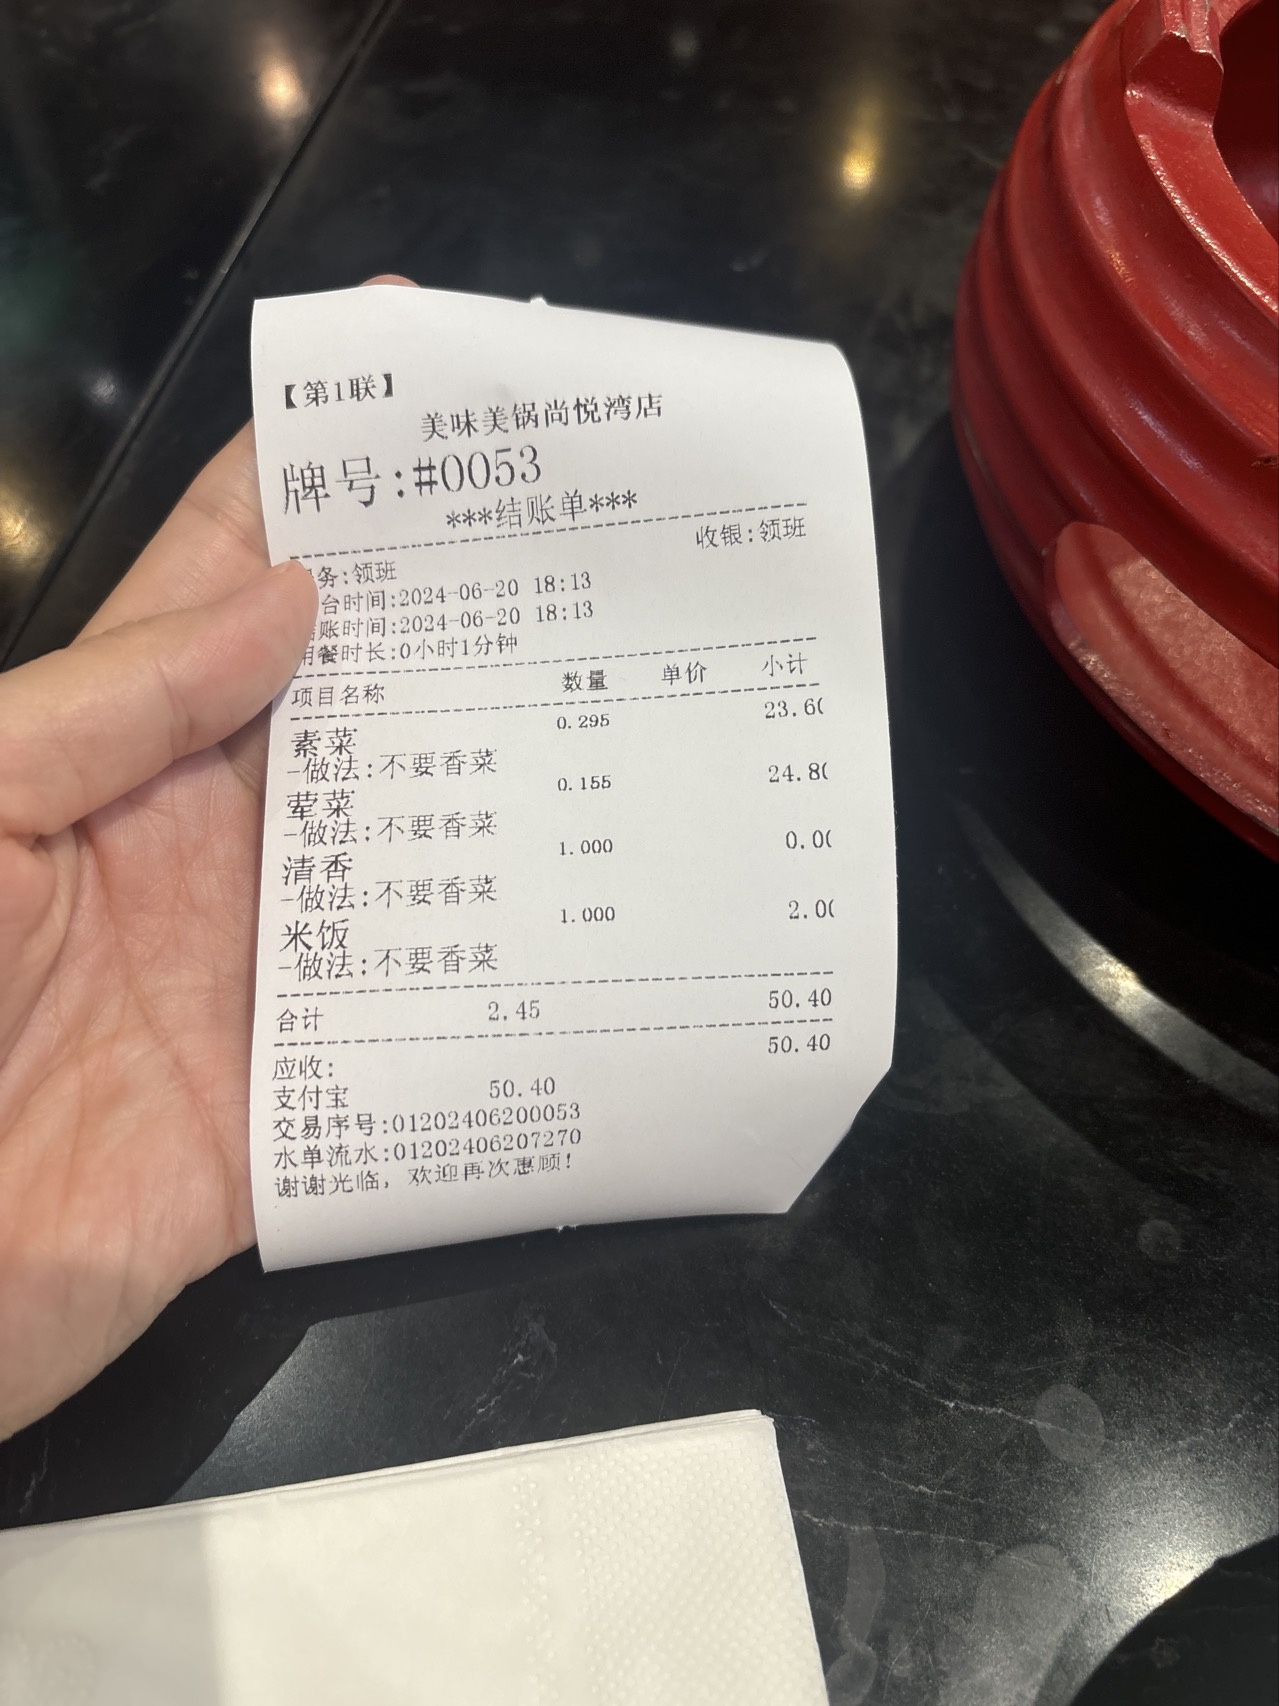 【第1联】
美味美锅尚悦湾店
牌号:#0053
***结账单***
收银:领班
务:领班
台时间:2024-06-20 18:13
账时间:2024-06-20 18:13
用餐时长:0小时1分钟
项目名称 数量 单价 小计
素菜 0.295 23.60
-做法:不要香菜
荤菜 0.155 24.80
-做法:不要香菜
清香 1.000 0.00
-做法:不要香菜
米饭 1.000 2.00
-做法:不要香菜
合计 2.45 50.40
应收: 50.40
支付宝 50.40
交易序号:01202406200053
水单流水:01202406207270
谢谢光临, 欢迎再次惠顾!